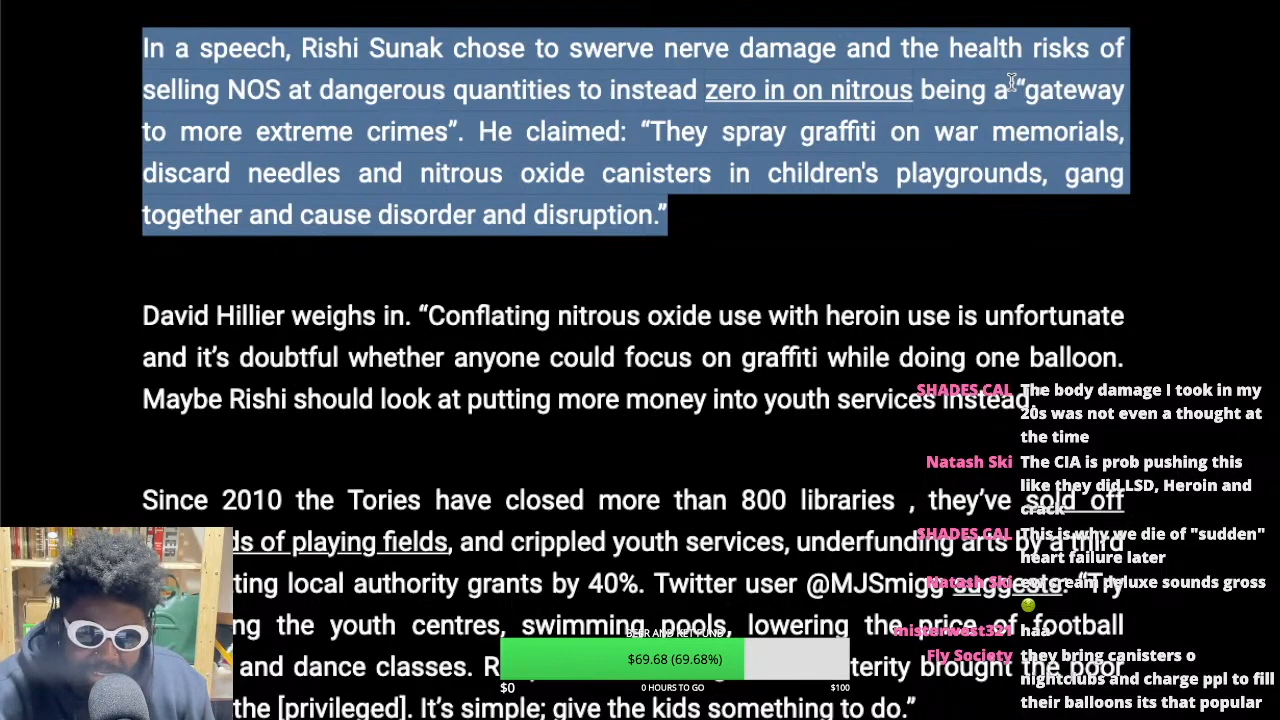 In a speech, Rishi Sunak chose to swerve nerve damage and the health risks of
selling NOS at dangerous quantities to instead zero in on nitrous being a “gateway
to more extreme crimes”. He claimed: “They spray graffiti on war memorials,
discard needles and nitrous oxide canisters in children's playgrounds, gang
together and cause disorder and disruption.”
David Hillier weighs in. “Conflating nitrous oxide use with heroin use is unfortunate
and it’s doubtful whether anyone could focus on graffiti while doing one balloon.
Maybe Rishi should look at putting more money into youth services instead.
Since 2010 the Tories have closed more than 800 libraries , they’ve sold off
ds of playing fields, and crippled youth services, underfunding arts by a third
ting local authority grants by 40%. Twitter user @MJSmigg suggests: “Try
ng the youth centres, swimming pools, lowering the price of football
and dance classes. R terity brought the poor
the [privileged]. It’s simple; give the kids something to do.”
SHADES CAL The body damage I took in my
20s was not even a thought at
the time
Natash Ski The CIA is prob pushing this
like they did LSD, Heroin and
crack
SHADES CAL This is why we die of "sudden"
heart failure later
Natash Ski cream deluxe sounds gross 🤢
misterwest321 haa
Fly Society they bring canisters o
nightclubs and charge ppl to fill
their balloons its that popular
BEER AND KET FUND
$69.68 (69.68%)
$0 0 HOURS TO GO $100